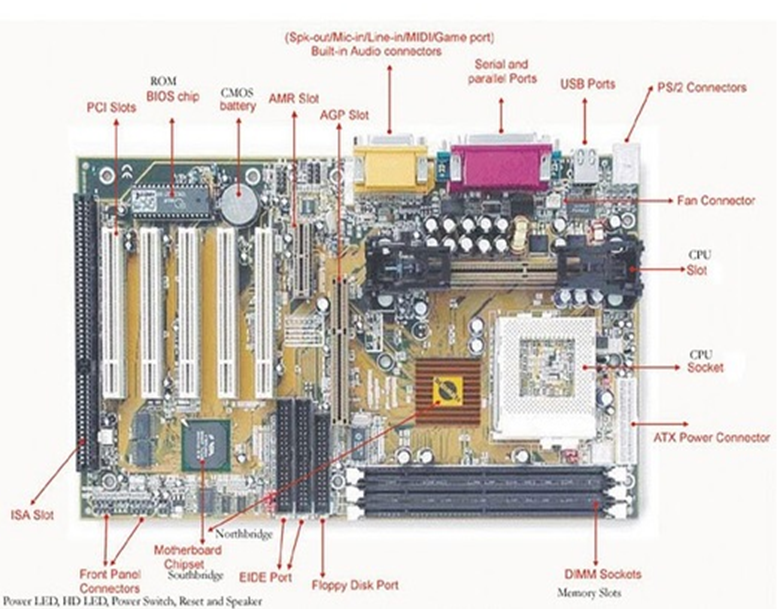 (Spk-out/Mic-in/Line-in/MIDI/Game port)
Built-in Audio connectors
Serial and
parallel Ports
USB Ports
PS/2 Connectors
ROM
BIOS chip
CMOS
battery
PCI Slots
AMR Slot
AGP Slot
Fan Connector
CPU
Slot
CPU
Socket
ATX Power Connector
ISA Slot
Northbridge
Motherboard
Chipset
Southbridge
Front Panel
Connectors
EIDE Port
Floppy Disk Port
DIMM Sockets
Memory Slots
Power LED, HD LED, Power Switch, Reset and Speaker